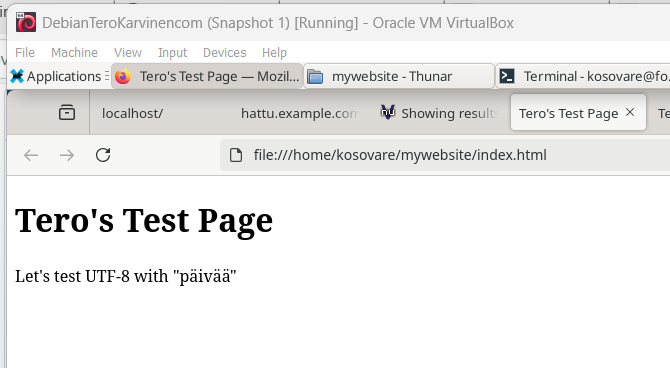 DebianTeroKarvinencom (Snapshot 1) [Running] - Oracle VM VirtualBox
File Machine View Input Devices Help
Applications Tero's Test Page — Mozil... mywebsite - Thunar Terminal - kosovare@fo
localhost/ hattu.example.com Showing results Tero's Test Page Te
file:///home/kosovare/mywebsite/index.html
Tero's Test Page
Let's test UTF-8 with "päivää"